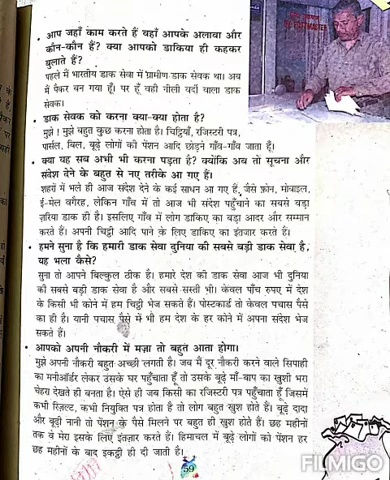 • आप जहाँ काम करते हैं वहाँ आपके अलावा और
कौन-कौन हैं? क्या आपको डाकिया ही कहकर
बुलाते हैं?
पहले मैं भारतीय डाक सेवा में ग्रामीण डाक सेवक था। अब
मैं पैकर बन गया हूँ। पर हूँ वही नीली वर्दी वाला डाक
सेवक।
• डाक सेवक को करना क्या-क्या होता है?
मुझे! मुझे बहुत कुछ करना होता है। चिट्ठियाँ, रजिस्टरी पत्र,
पार्सल, बिल, बूढ़े लोगों की पेंशन आदि छोड़ने गाँव-गाँव जाता हूँ।
• क्या यह सब अभी भी करना पड़ता है? क्योंकि अब तो सूचना और
संदेश देने के बहुत से नए तरीके आ गए हैं।
शहरों में भले ही आज संदेश देने के कई साधन आ गए हैं, जैसे फ़ोन, मोबाइल,
ई-मेल वगैरह, लेकिन गाँव में तो आज भी संदेश पहुँचाने का सबसे बड़ा
ज़रिया डाक ही है। इसलिए गाँव में लोग डाकिए का बड़ा आदर और सम्मान
करते हैं। अपनी चिट्ठी आदि पाने के लिए डाकिए का इंतजार करते हैं।
• हमने सुना है कि हमारी डाक सेवा दुनिया की सबसे बड़ी डाक सेवा है,
यह भला कैसे?
सुना तो आपने बिल्कुल ठीक है। हमारे देश की डाक सेवा आज भी दुनिया
की सबसे बड़ी डाक सेवा है और सबसे सस्ती भी। केवल पाँच रुपए में देश
के किसी भी कोने में हम चिट्ठी भेज सकते हैं। पोस्टकार्ड तो केवल पचास पैसे
का ही है। यानी पचास पैसे में भी हम देश के हर कोने में अपना संदेश भेज
सकते हैं।
• आपको अपनी नौकरी में मज़ा तो बहुत आता होगा।
मुझे अपनी नौकरी बहुत अच्छी लगती है। जब मैं दूर नौकरी करने वाले सिपाही
का मनीऑर्डर लेकर उसके घर पहुँचाता हूँ तो उसके बूढ़े माँ-बाप का खुशी भरा
चेहरा देखते ही बनता है। ऐसे ही जब किसी का रजिस्टरी पत्र पहुँचाता हूँ जिसमें
कभी रिज़ल्ट, कभी नियुक्ति पत्र होता है तो लोग बहुत खुश होते हैं। बूढ़े दादा
और बूढ़ी नानी तो पेंशन के पैसे मिलने पर बहुत ही खुश होते हैं। छह महीनों
तक वे मेरा इसके लिए इंतज़ार करते हैं। हिमाचल में बूढ़े लोगों को पेंशन हर
छह महीनों के बाद इकट्ठी ही दी जाती है।
59
FILMIGO